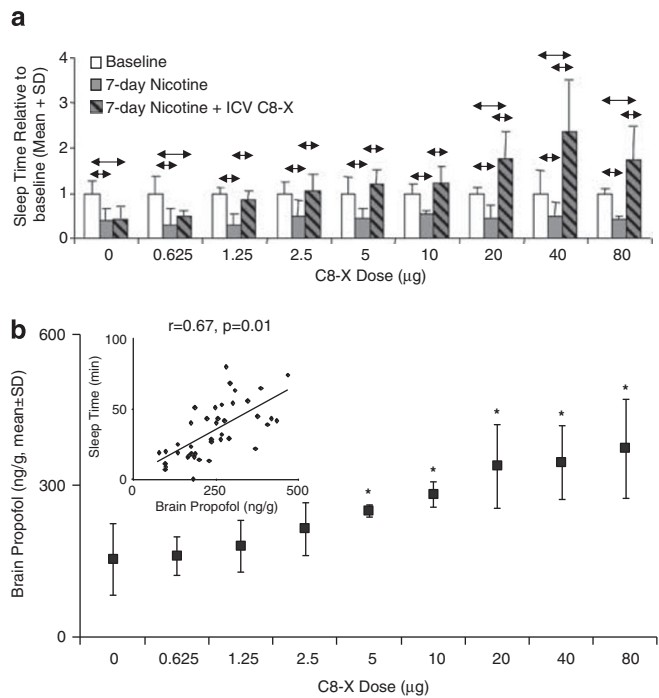 a
Sleep Time Relative to
baseline (Mean + SD)
4
3
2
1
0
Baseline
7-day Nicotine
7-day Nicotine + ICV C8-X
0 0.625 1.25 2.5 5 10 20 40 80
C8-X Dose (μg)
b
Brain Propofol (ng/g, mean±SD)
600
300
0
r=0.67, p=0.01
Sleep Time (min)
100
50
0
0 250 500
Brain Propofol (ng/g)
* * * * *
0 0.625 1.25 2.5 5 10 20 40 80
C8-X Dose (μg)